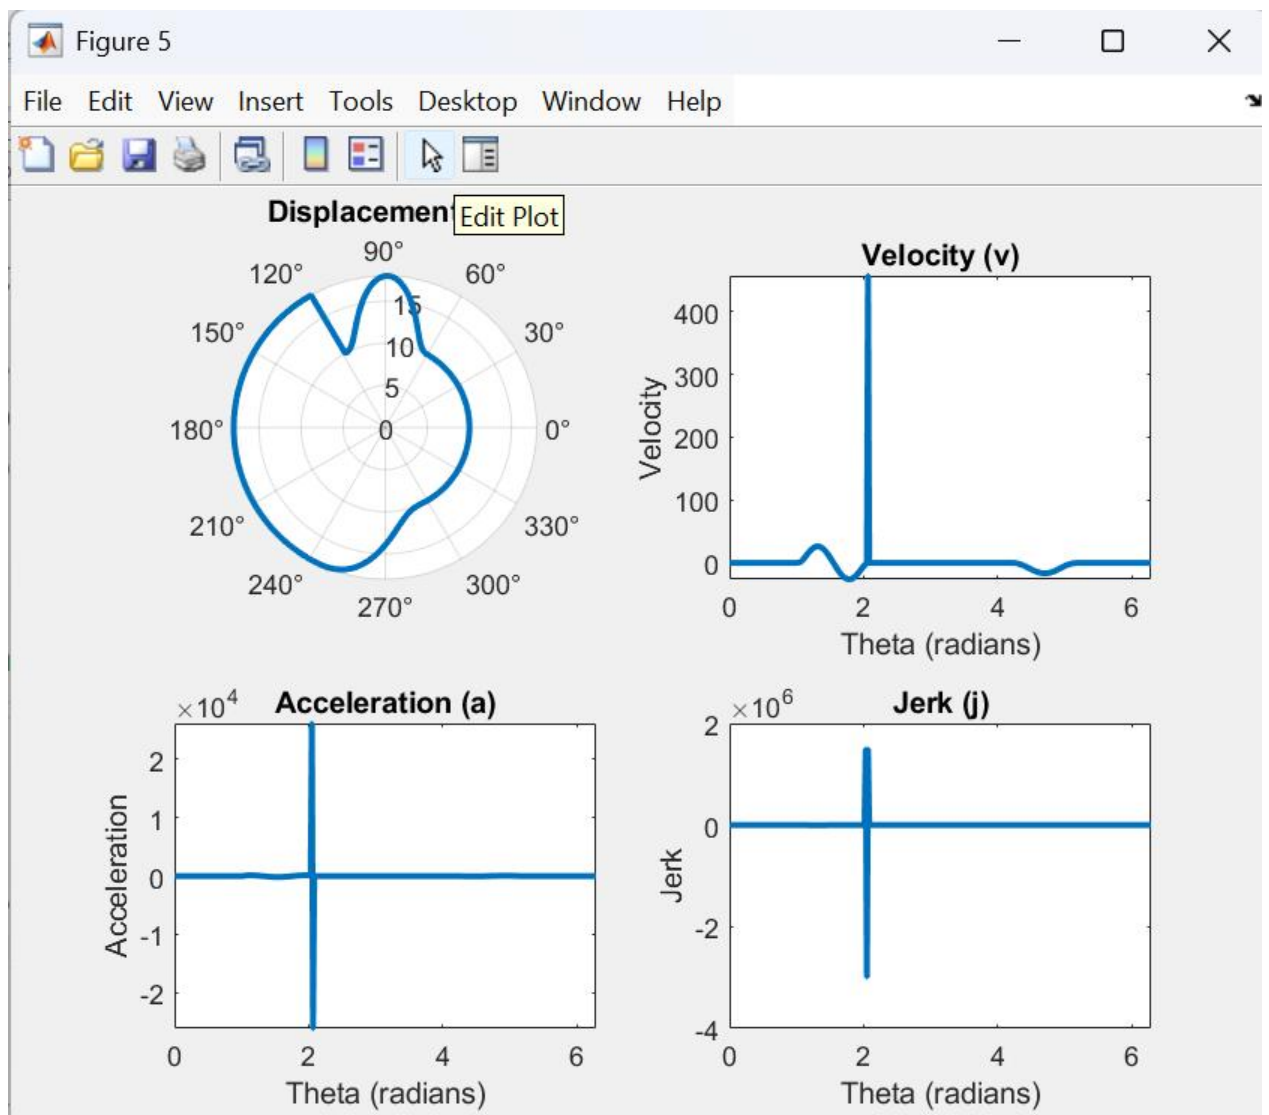 Figure 5
File Edit View Insert Tools Desktop Window Help
Displacement
Edit Plot
90°
120° 60°
15
150° 30°
10
5
180° 0 0°
210° 330°
240° 300°
270°
Velocity (v)
400
300
200
100
0
Velocity
0 2 4 6
Theta (radians)
×10⁴ Acceleration (a)
2
1
0
-1
-2
Acceleration
0 2 4 6
Theta (radians)
×10⁶ Jerk (j)
2
0
-2
-4
Jerk
0 2 4 6
Theta (radians)